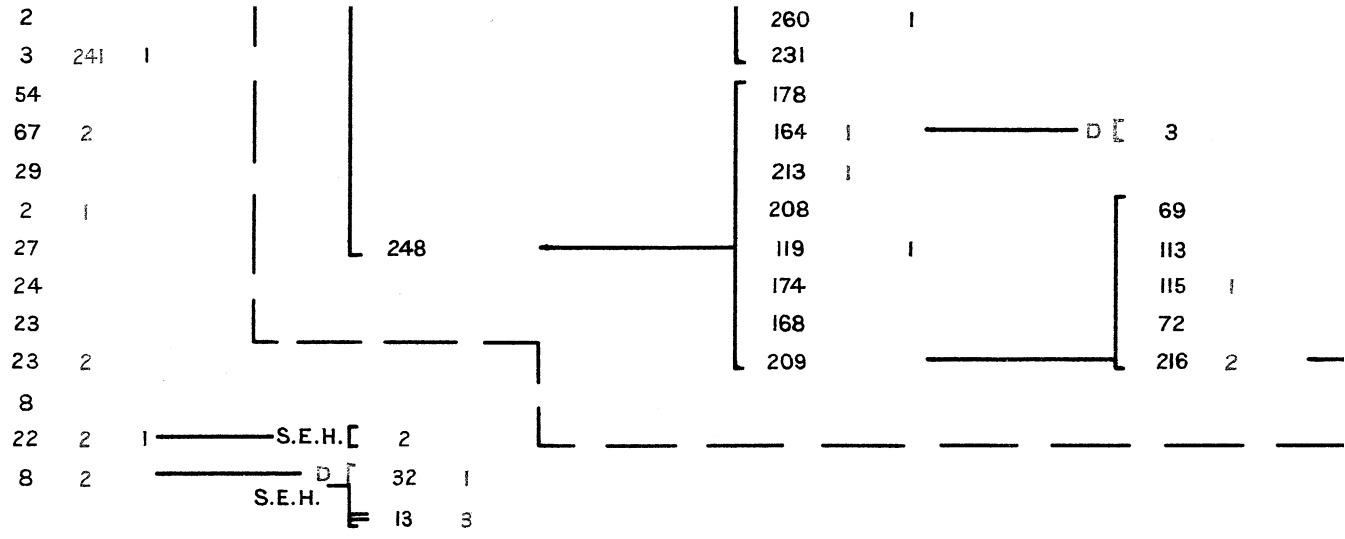 2 260 1
3 241 1 231
54 178
67 2 164 1 D 3
29 213 1
2 1 208 69
27 248 119 1 113
24 174 115 1
23 168 72
23 2 209 216 2
8
22 2 1 S.E.H. 2
8 2 D 32 1
S.E.H.
13 3